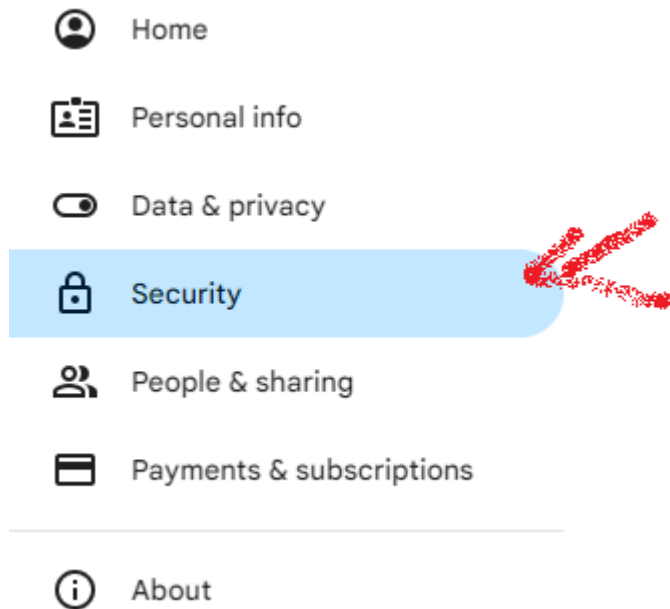 Home
Personal info
Data & privacy
Security
People & sharing
Payments & subscriptions
About